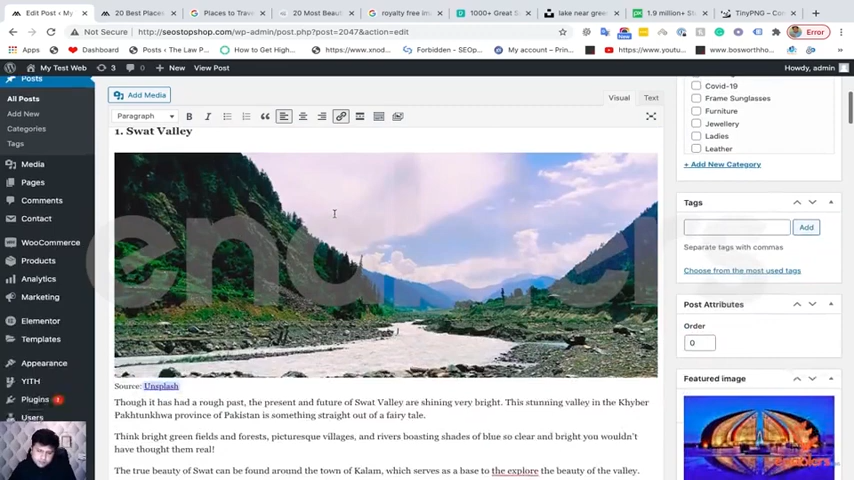 Edit Post ‹ My
20 Best Places
Places to Trave
20 Most Beau
royalty free im
1000+ Great S
lake near gree
1.9 million+ St
TinyPNG – Con
Not Secure
http://seostopshop.com/wp-admin/post.php?post=2047&action=edit
New
Error
Dashboard
Posts ‹ The Law P
How to Get High..
https://www.xnod...
Forbidden - SEOp...
My account – Prin..
https://www.yout...
www.bosworthho...
My Test Web
3
0
New
View Post
Howdy, admin
Posts
All Posts
Add New
Categories
Tags
Media
Pages
Comments
Contact
WooCommerce
Products
Analytics
Marketing
Elementor
Templates
Appearance
YITH
Plugins
Users
Add Media
Visual
Text
Paragraph
B
I
1. Swat Valley
enablers
Source: Unsplash
Though it has had a rough past, the present and future of Swat Valley are shining very bright. This stunning valley in the Khyber
Pakhtunkhwa province of Pakistan is something straight out of a fairy tale.
Think bright green fields and forests, picturesque villages, and rivers boasting shades of blue so clear and bright you wouldn't
have thought them real!
The true beauty of Swat can be found around the town of Kalam, which serves as a base to the explore the beauty of the valley.
Covid-19
Frame Sunglasses
Furniture
Jewellery
Ladies
Leather
+ Add New Category
Tags
Add
Separate tags with commas
Choose from the most used tags
Post Attributes
Order
0
Featured image
enablers